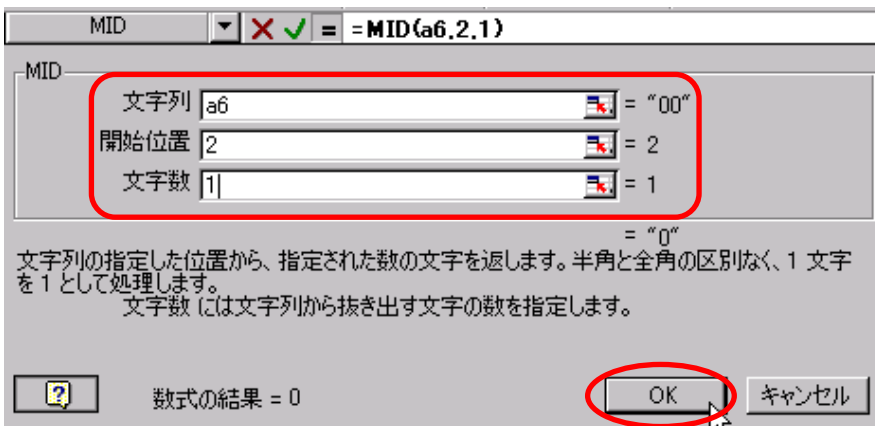 MID = =MID(a6,2,1)
MID
文字列 a6 = "00"
開始位置 2 = 2
文字数 1 = 1
= "0"
文字列の指定した位置から、指定された数の文字を返します。半角と全角の区別なく、1 文字
を 1 として処理します。
文字数 には文字列から抜き出す文字の数を指定します。
数式の結果 = 0 OK キャンセル